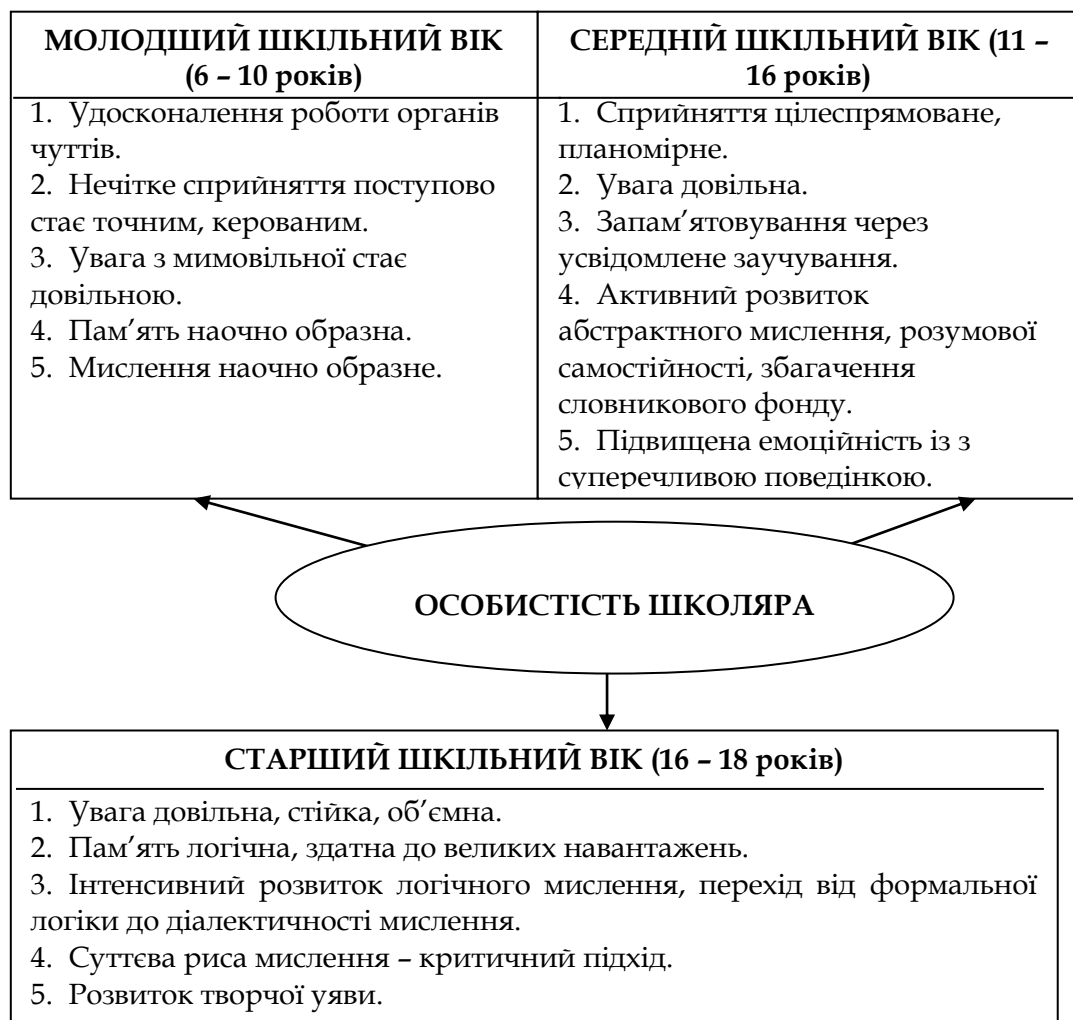 МОЛОДШИЙ ШКІЛЬНИЙ ВІК
(6 – 10 років)
1. Удосконалення роботи органів
чуттів.
2. Нечітке сприйняття поступово
стає точним, керованим.
3. Увага з мимовільної стає
довільною.
4. Пам’ять наочно образна.
5. Мислення наочно образне.
СЕРЕДНІЙ ШКІЛЬНИЙ ВІК (11 –
16 років)
1. Сприйняття цілеспрямоване,
планомірне.
2. Увага довільна.
3. Запам’ятовування через
усвідомлене заучування.
4. Активний розвиток
абстрактного мислення, розумової
самостійності, збагачення
словникового фонду.
5. Підвищена емоційність із з
суперечливою поведінкою.
ОСОБИСТІСТЬ ШКОЛЯРА
СТАРШИЙ ШКІЛЬНИЙ ВІК (16 – 18 років)
1. Увага довільна, стійка, об’ємна.
2. Пам’ять логічна, здатна до великих навантажень.
3. Інтенсивний розвиток логічного мислення, перехід від формальної
логіки до діалектичності мислення.
4. Суттєва риса мислення – критичний підхід.
5. Розвиток творчої уяви.